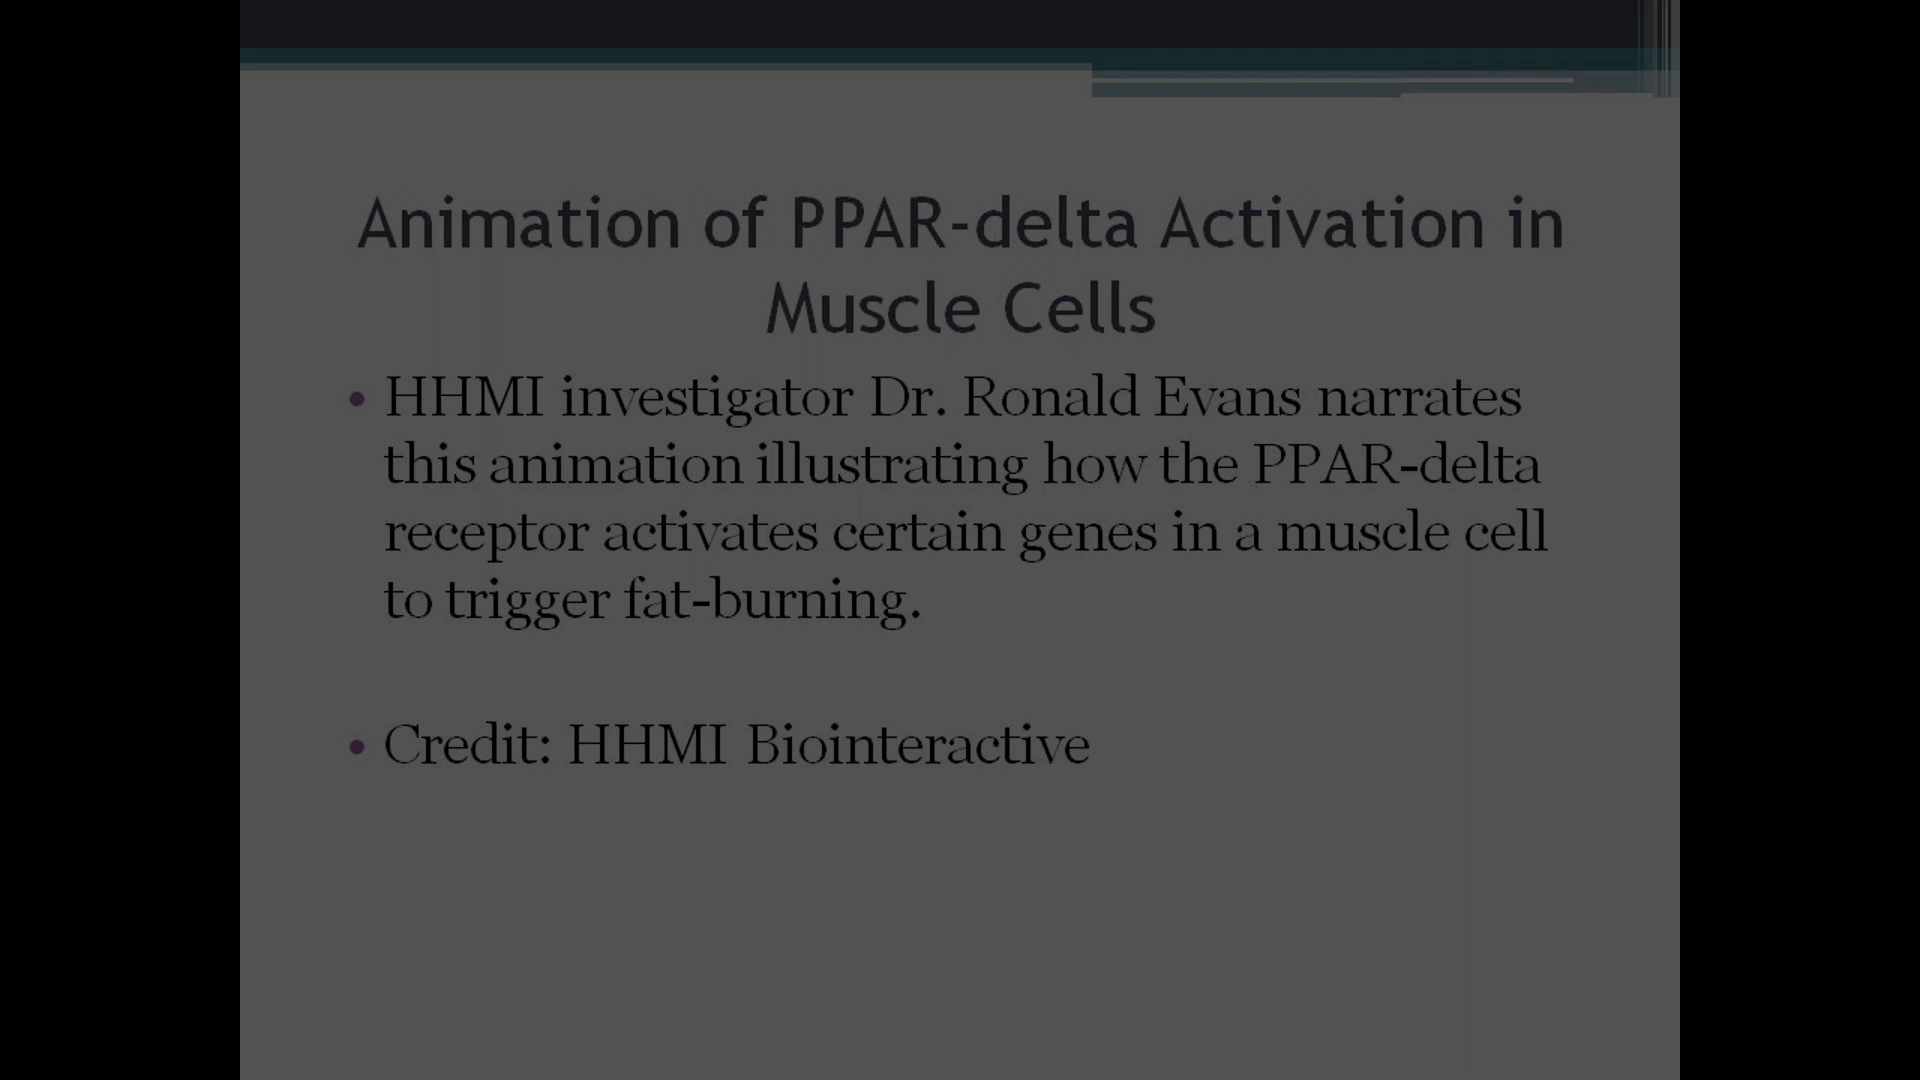 Animation of PPAR-delta Activation in
Muscle Cells
• HHMI investigator Dr. Ronald Evans narrates
this animation illustrating how the PPAR-delta
receptor activates certain genes in a muscle cell
to trigger fat-burning.
• Credit: HHMI Biointeractive